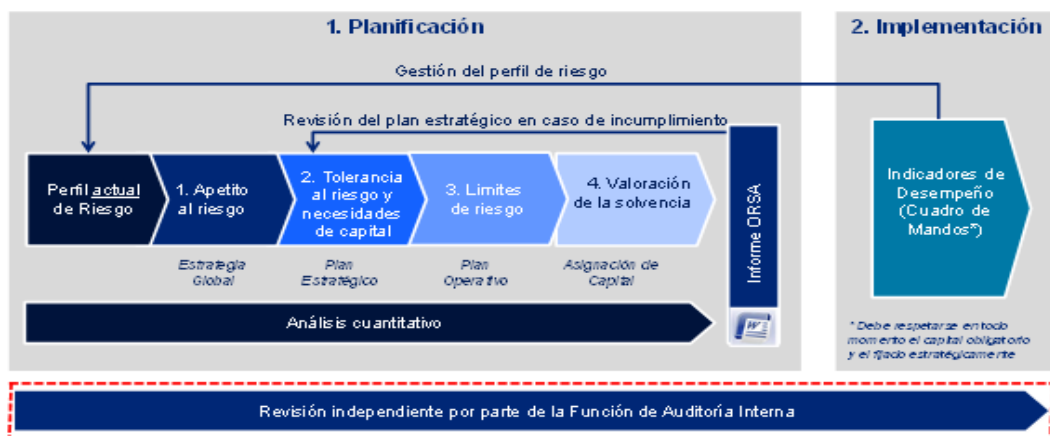 1. Planificación
2. Implementación
Gestión del perfil de riesgo
Revisión del plan estratégico en caso de incumplimiento
Perfil actual
de Riesgo
1. Apetito
al riesgo
2. Tolerancia
al riesgo y
necesidades
de capital
3. Limites
de riesgo
4. Valoración
de la solvencia
Informe ORSA
Indicadores de
Desempeño
(Cuadro de
Mandos*)
Estrategia
Global
Plan
Estratégico
Plan
Operativo
Asignación de
Capital
Análisis cuantitativo
W
* Debe respetarse en todo
momento el capital obligatorio
y el fijado estratégicamente
Revisión independiente por parte de la Función de Auditoría Interna